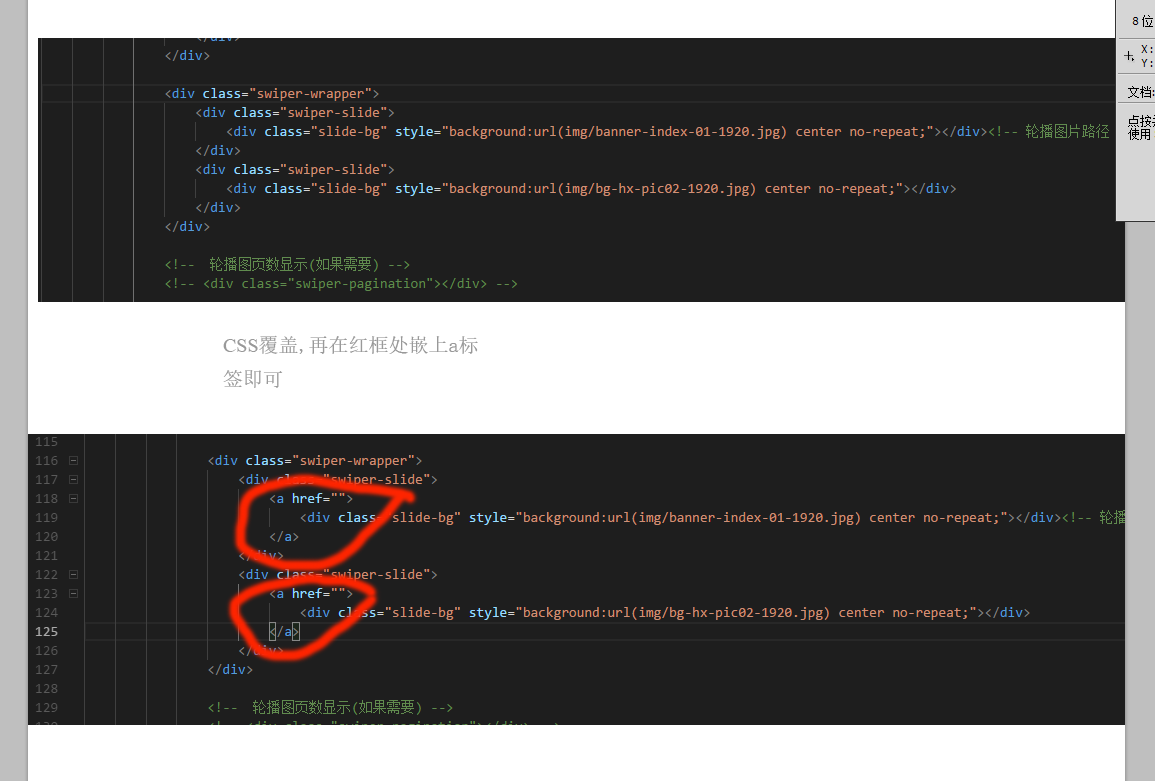 </div>
<div class="swiper-wrapper">
<div class="swiper-slide">
<div class="slide-bg" style="background:url(img/banner-index-01-1920.jpg) center no-repeat;"></div><!-- 轮播图片路径
</div>
<div class="swiper-slide">
<div class="slide-bg" style="background:url(img/bg-hx-pic02-1920.jpg) center no-repeat;"></div>
</div>
</div>
<!-- 轮播图页数显示(如果需要) -->
<!-- <div class="swiper-pagination"></div> -->
8 位
X:
Y:
文档:
使用
CSS覆盖, 再在红框处嵌上a标
签即可
115
116 <div class="swiper-wrapper">
117 <div class="swiper-slide">
118 <a href="">
119 <div class="slide-bg" style="background:url(img/banner-index-01-1920.jpg) center no-repeat;"></div><!-- 轮播
120 </a>
121 </div>
122 <div class="swiper-slide">
123 <a href="">
124 <div class="slide-bg" style="background:url(img/bg-hx-pic02-1920.jpg) center no-repeat;"></div>
125 </a>
126 </div>
127 </div>
128
129 <!-- 轮播图页数显示(如果需要) -->